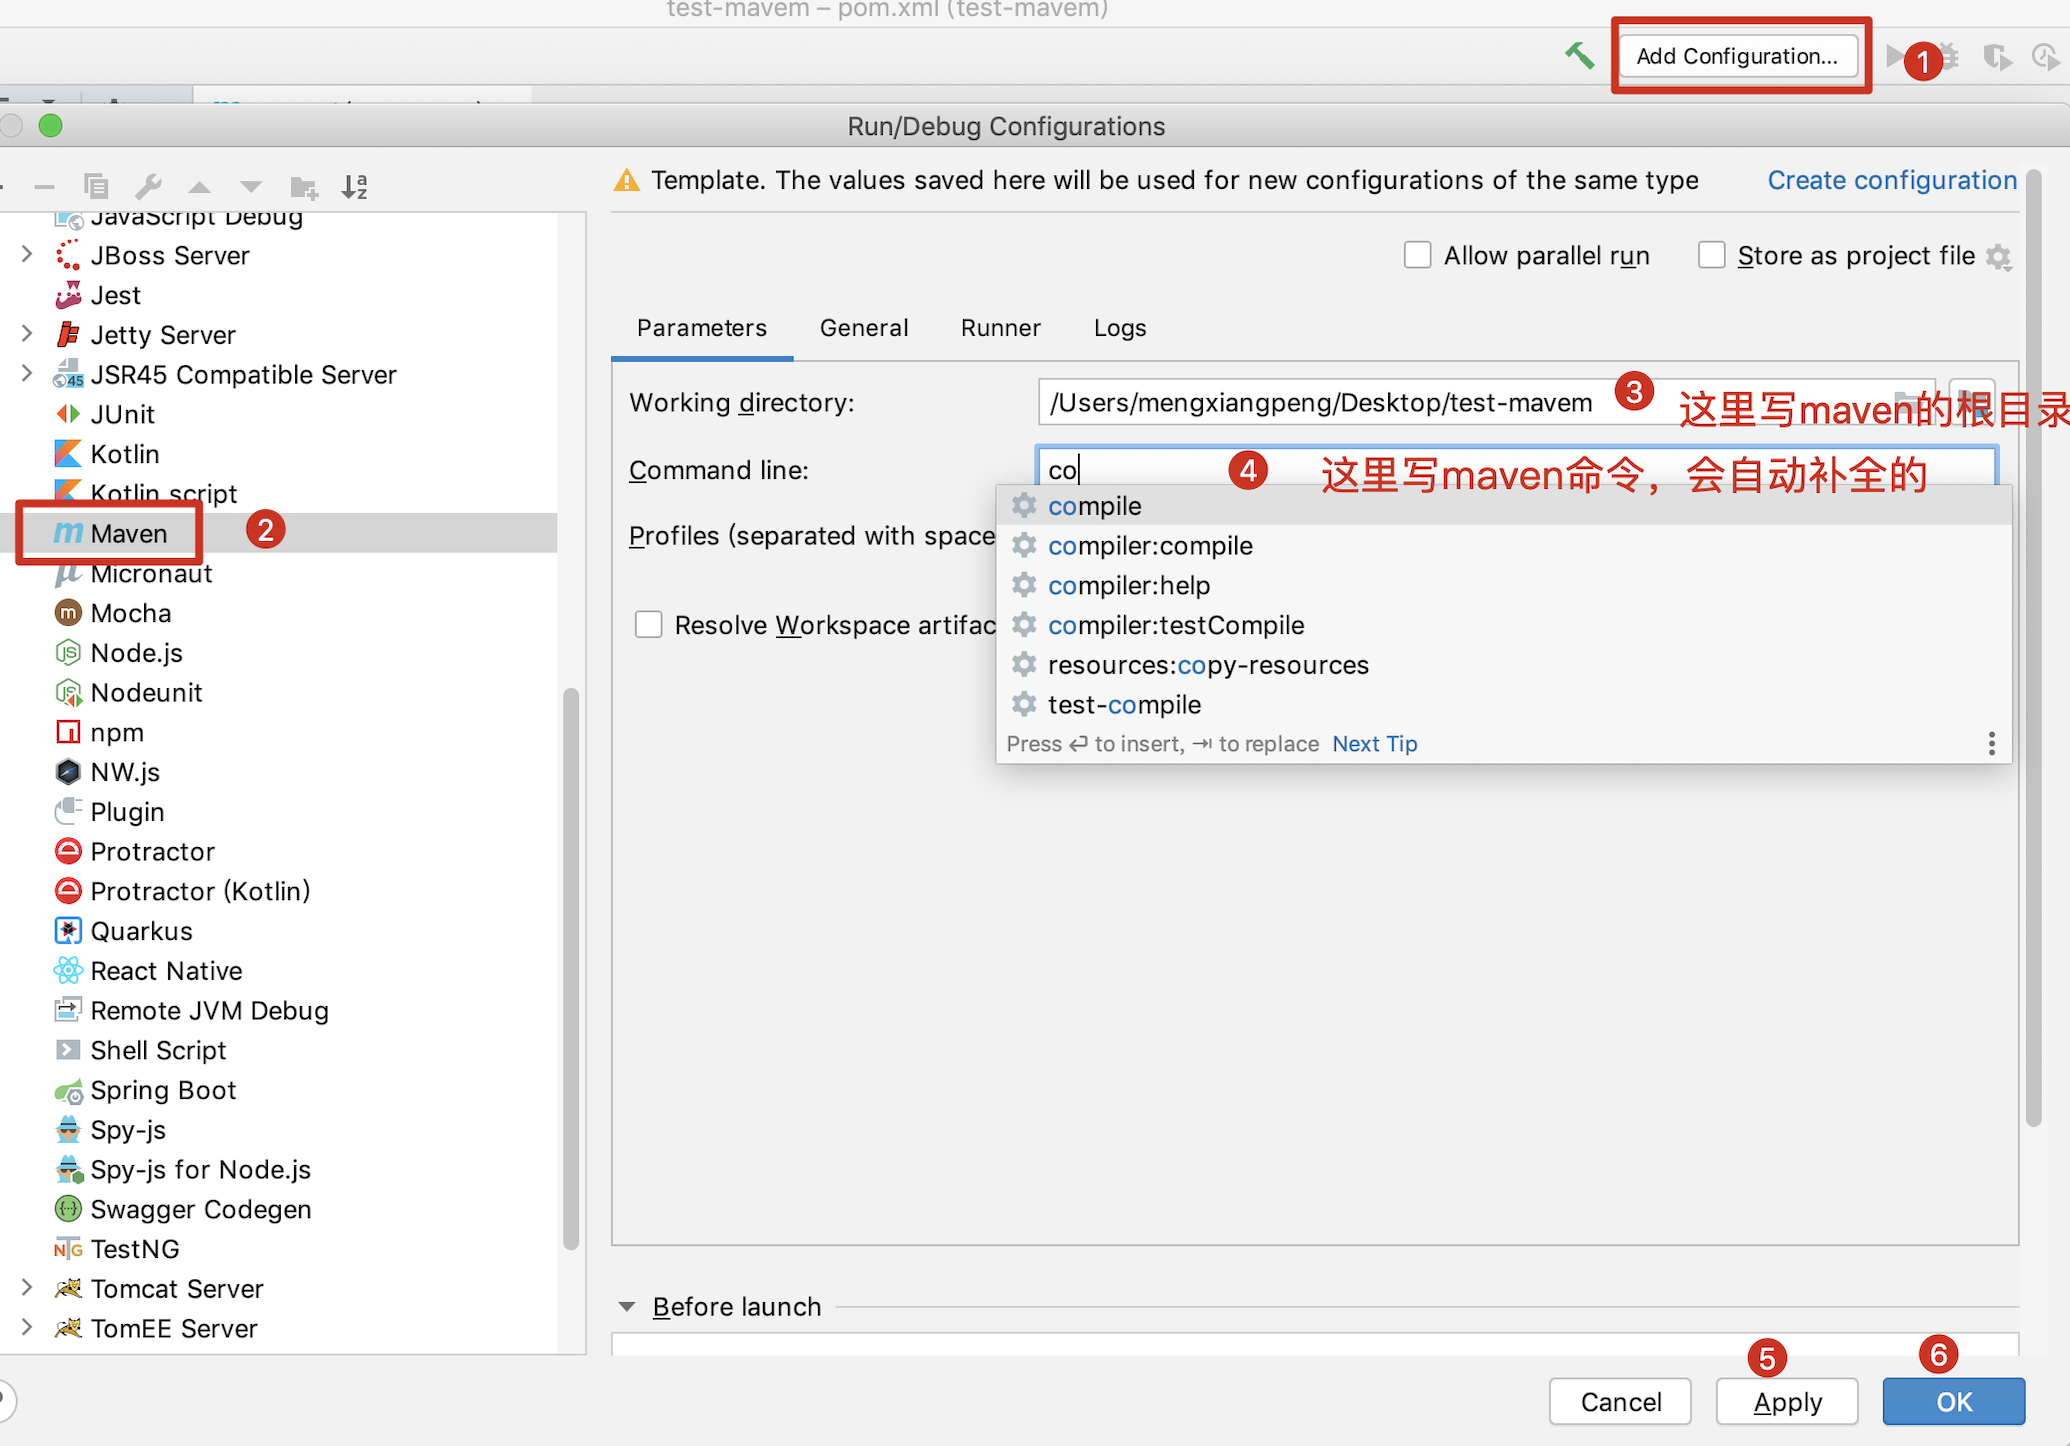 test-mavem – pom.xml (test-mavem)
Add Configuration...
1
Run/Debug Configurations
Template. The values saved here will be used for new configurations of the same type
Create configuration
JavaScript Debug
JBoss Server
Jest
Jetty Server
JSR45 Compatible Server
JUnit
Kotlin
Kotlin script
Maven
2
Micronaut
Mocha
Node.js
Nodeunit
npm
NW.js
Plugin
Protractor
Protractor (Kotlin)
Quarkus
React Native
Remote JVM Debug
Shell Script
Spring Boot
Spy-js
Spy-js for Node.js
Swagger Codegen
TestNG
Tomcat Server
TomEE Server
Allow parallel run
Store as project file
Parameters General Runner Logs
Working directory: /Users/mengxiangpeng/Desktop/test-mavem 3 这里写maven的根目录
Command line: co 4 这里写maven命令，会自动补全的
Profiles (separated with space
Resolve Workspace artifac
compile
compiler:compile
compiler:help
compiler:testCompile
resources:copy-resources
test-compile
Press ↩ to insert, ⇥ to replace Next Tip
Before launch
5
6
Cancel
Apply
OK